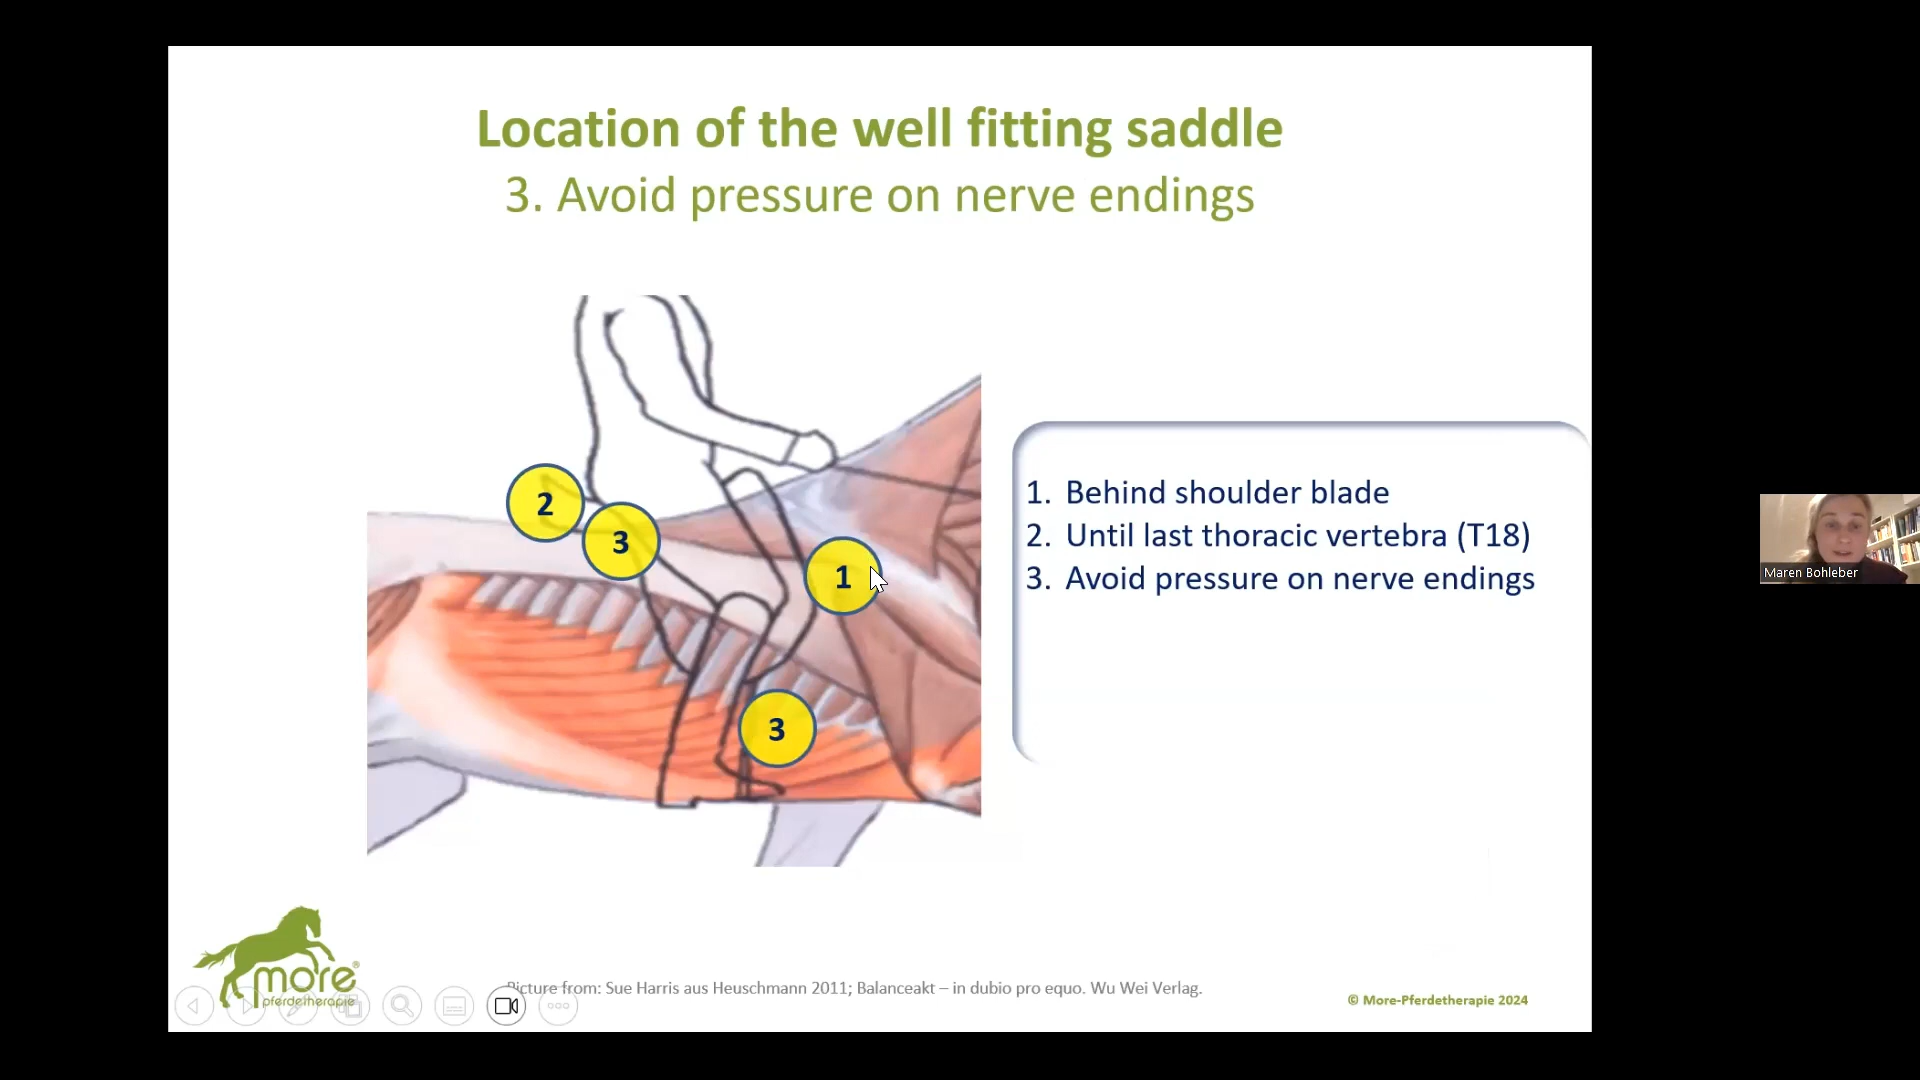 Location of the well fitting saddle
3. Avoid pressure on nerve endings
2
3
1
3
1. Behind shoulder blade
2. Until last thoracic vertebra (T18)
3. Avoid pressure on nerve endings
Maren Bohleber
more®
pferdetherapie
Picture from: Sue Harris aus Heuschmann 2011; Balanceakt – in dubio pro equo. Wu Wei Verlag.
© More-Pferdetherapie 2024